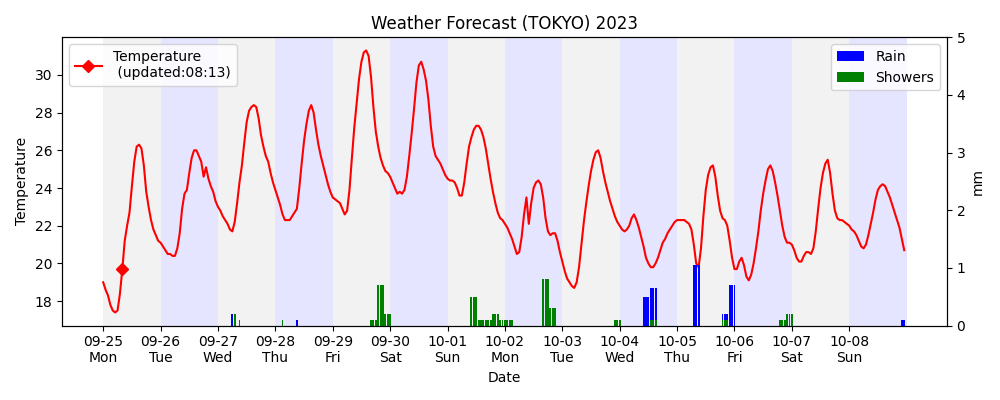 Weather Forecast (TOKYO) 2023
Temperature
(updated:08:13)
Rain
Showers
Temperature
30
28
26
24
22
20
18
5
4
3
2
1
0
mm
09-25 09-26 09-27 09-28 09-29 09-30 10-01 10-02 10-03 10-04 10-05 10-06 10-07 10-08
Mon Tue Wed Thu Fri Sat Sun Mon Tue Wed Thu Fri Sat Sun
Date